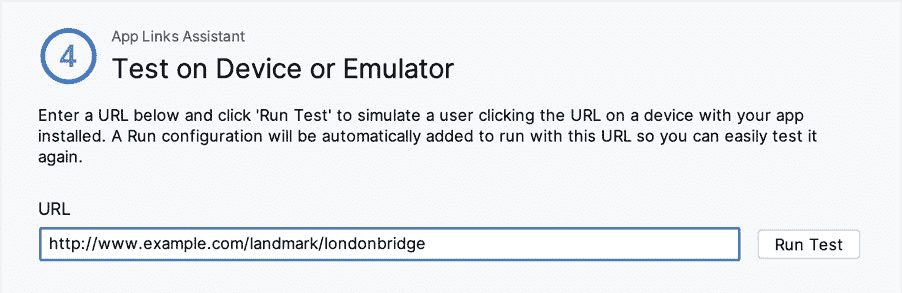 4
App Links Assistant
Test on Device or Emulator
Enter a URL below and click 'Run Test' to simulate a user clicking the URL on a device with your app
installed. A Run configuration will be automatically added to run with this URL so you can easily test it
again.
URL
http://www.example.com/landmark/londonbridge
Run Test